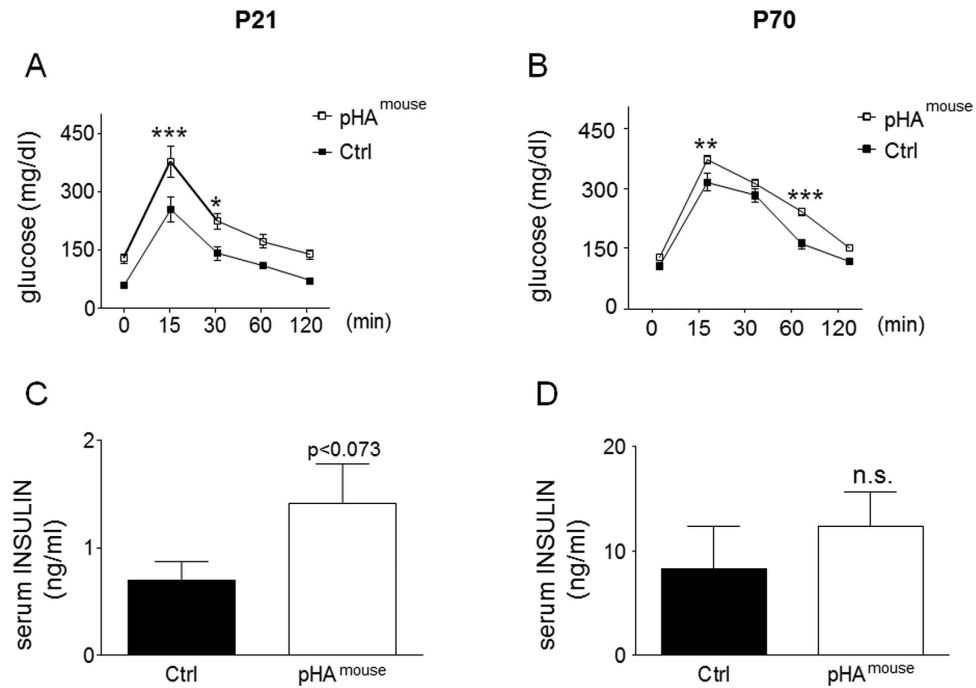 P21
P70
A
B
glucose (mg/dl)
450
300
150
0
***
*
pHA mouse
Ctrl
0 15 30 60 120 (min)
glucose (mg/dl)
450
300
150
0
**
***
pHA mouse
Ctrl
0 15 30 60 120 (min)
C
D
serum INSULIN
(ng/ml)
2
1
0
p<0.073
Ctrl pHA mouse
serum INSULIN
(ng/ml)
20
10
0
n.s.
Ctrl pHA mouse